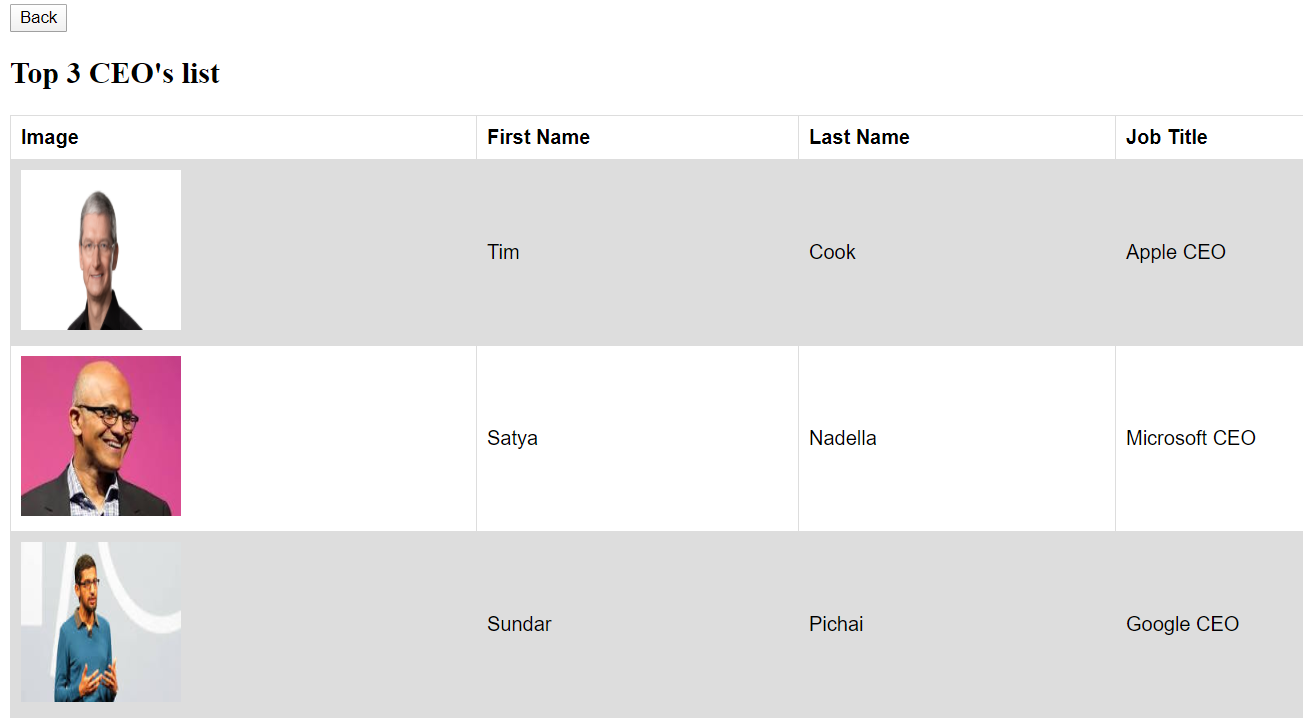 Back
Top 3 CEO's list
Image First Name Last Name Job Title
Tim Cook Apple CEO
Satya Nadella Microsoft CEO
Sundar Pichai Google CEO